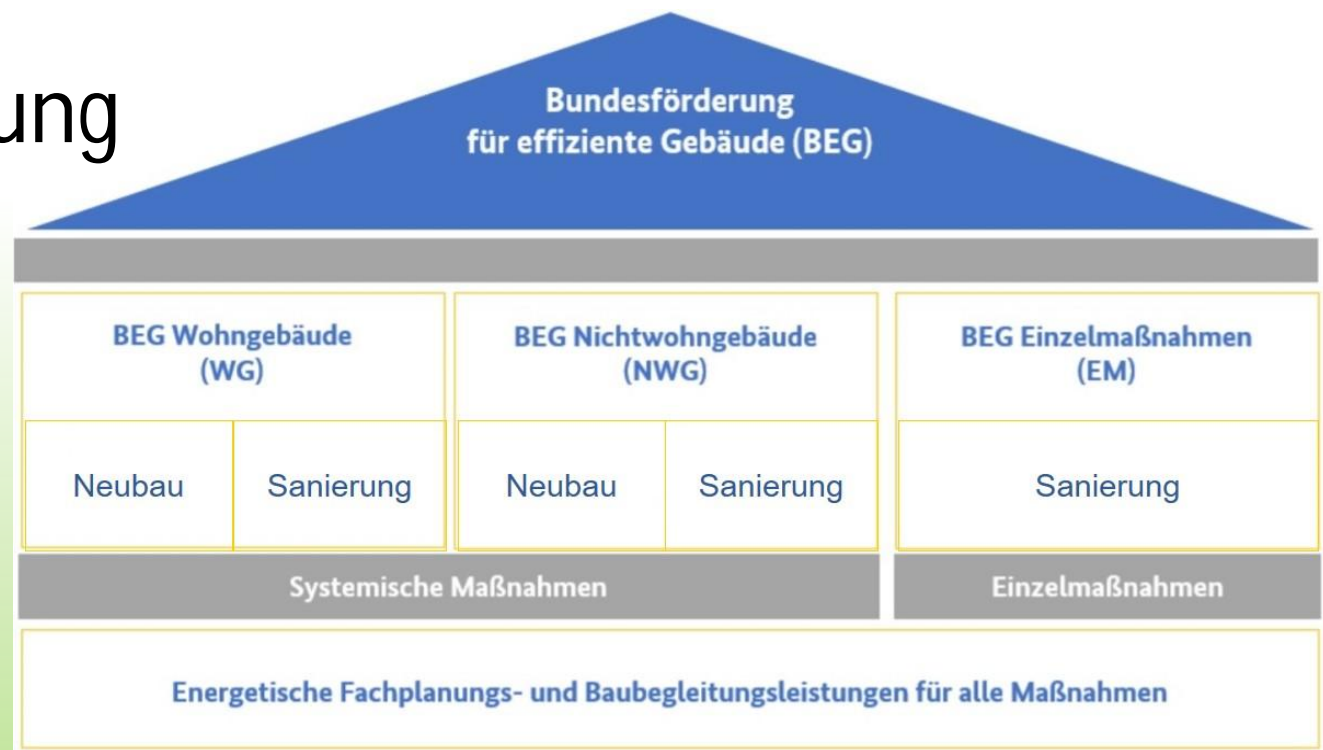 ung
Bundesförderung
für effiziente Gebäude (BEG)
BEG Wohngebäude
(WG)
BEG Nichtwohngebäude
(NWG)
BEG Einzelmaßnahmen
(EM)
Neubau
Sanierung
Neubau
Sanierung
Sanierung
Systemische Maßnahmen
Einzelmaßnahmen
Energetische Fachplanungs- und Baubegleitungsleistungen für alle Maßnahmen